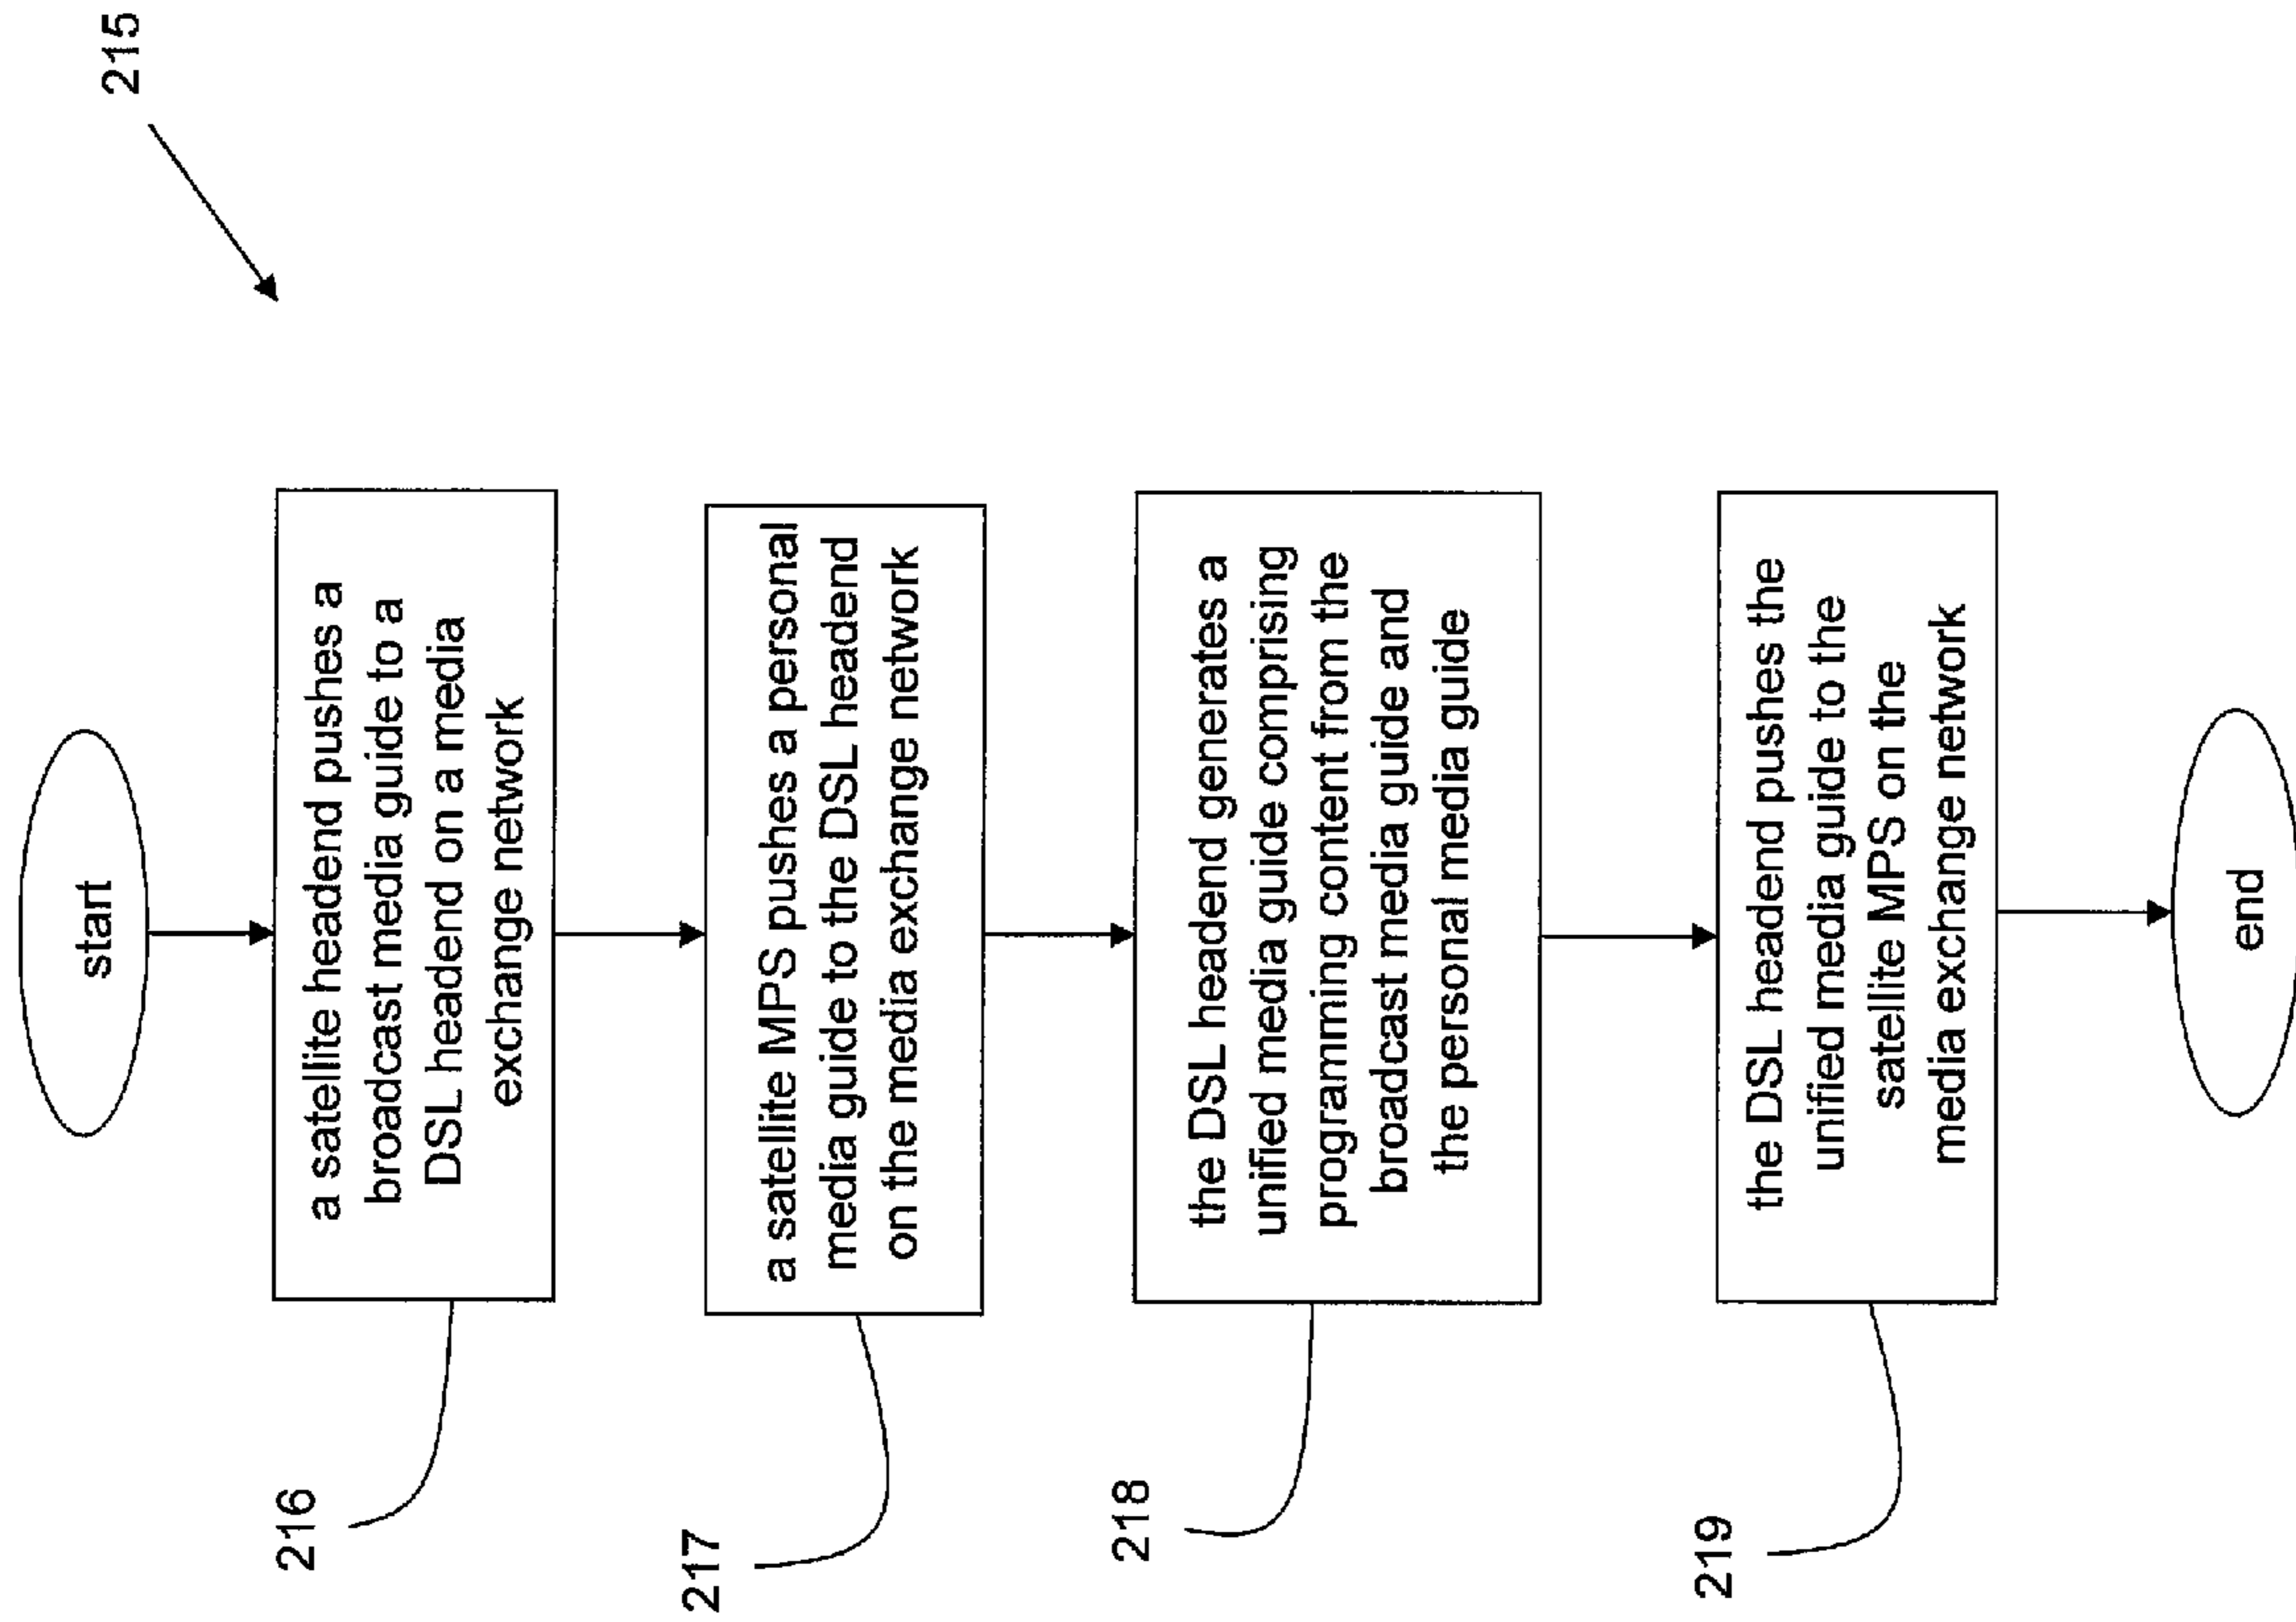 215
start
216
a satellite headend pushes a
broadcast media guide to a
DSL headend on a media
exchange network
217
a satellite MPS pushes a personal
media guide to the DSL headend
on the media exchange network
218
the DSL headend generates a
unified media guide comprising
programming content from the
broadcast media guide and
the personal media guide
219
the DSL headend pushes the
unified media guide to the
satellite MPS on the
media exchange network
end